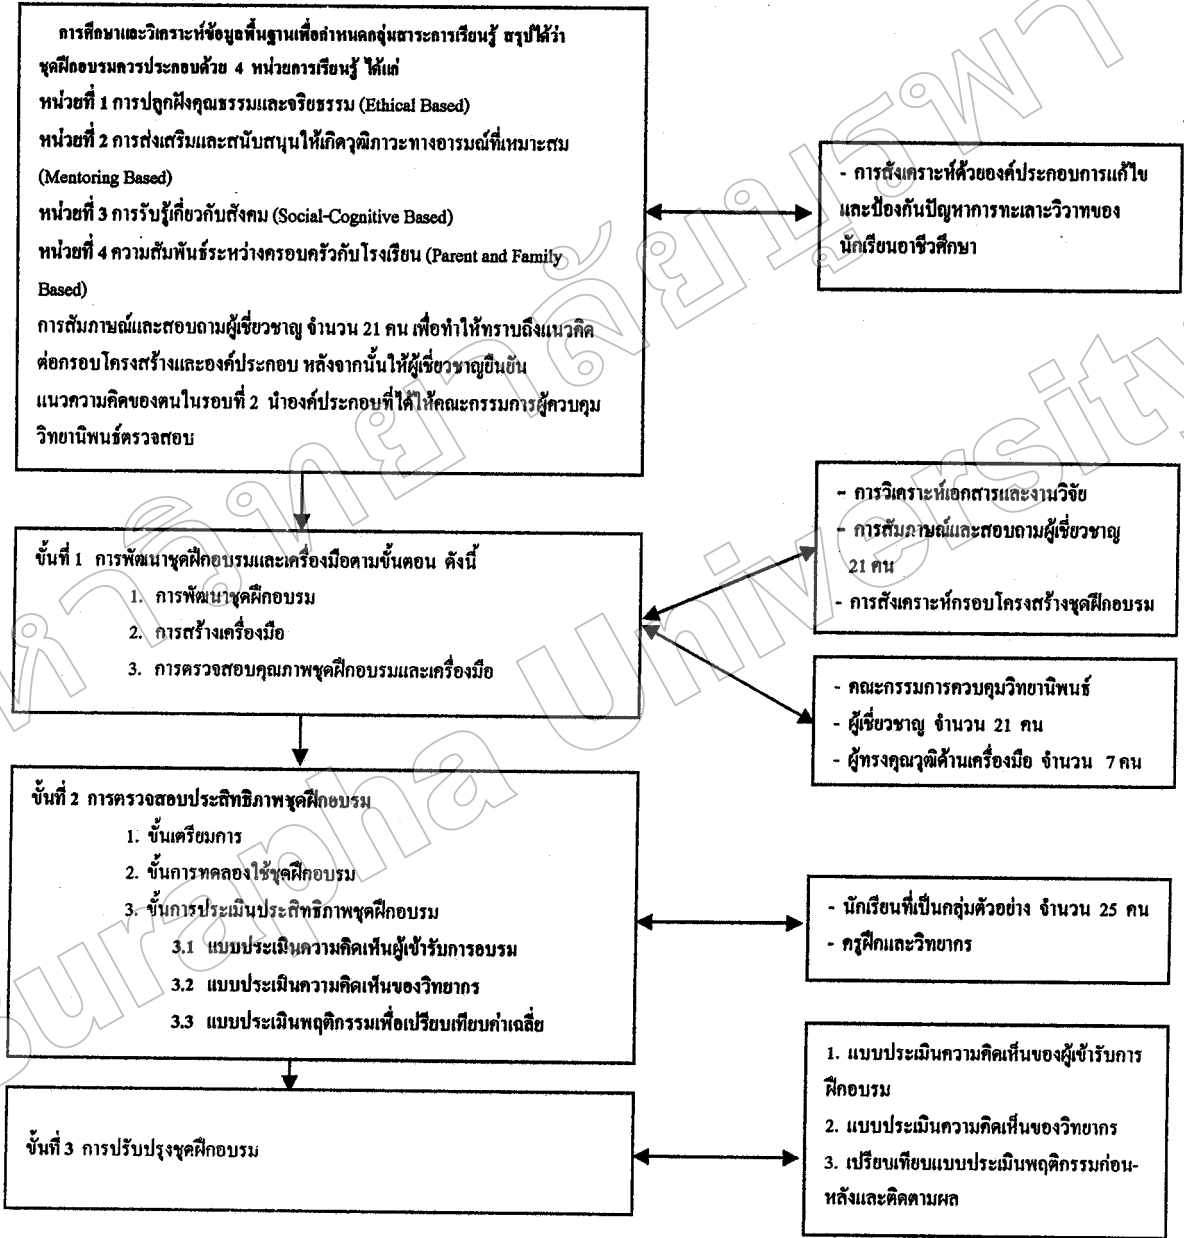 การศึกษาและวิเคราะห์ข้อมูลพื้นฐานเพื่อกำหนดกลุ่มสาระการเรียนรู้ สรุปได้ว่า
ชุดฝึกอบรมควรประกอบด้วย 4 หน่วยการเรียนรู้ ได้แก่
หน่วยที่ 1 การปลูกฝังคุณธรรมและจริยธรรม (Ethical Based)
หน่วยที่ 2 การส่งเสริมและสนับสนุนให้เกิดวุฒิภาวะทางอารมณ์ที่เหมาะสม
(Mentoring Based)
หน่วยที่ 3 การรับรู้เกี่ยวกับสังคม (Social-Cognitive Based)
หน่วยที่ 4 ความสัมพันธ์ระหว่างครอบครัวกับโรงเรียน (Parent and Family
Based)
การสัมภาษณ์และสอบถามผู้เชี่ยวชาญ จำนวน 21 คน เพื่อทำให้ทราบถึงแนวคิด
ต่อกรอบโครงสร้างและองค์ประกอบ หลังจากนั้นให้ผู้เชี่ยวชาญยืนยัน
แนวความคิดของตนในรอบที่ 2 นำองค์ประกอบที่ได้ให้คณะกรรมการผู้ควบคุม
วิทยานิพนธ์ตรวจสอบ
- การสังเคราะห์ด้วยองค์ประกอบการแก้ไข
และป้องกันปัญหาการทะเลาะวิวาทของ
นักเรียนอาชีวศึกษา
ขั้นที่ 1 การพัฒนาชุดฝึกอบรมและเครื่องมือตามขั้นตอน ดังนี้
1. การพัฒนาชุดฝึกอบรม
2. การสร้างเครื่องมือ
3. การตรวจสอบคุณภาพชุดฝึกอบรมและเครื่องมือ
- การวิเคราะห์เอกสารและงานวิจัย
- การสัมภาษณ์และสอบถามผู้เชี่ยวชาญ
21 คน
- การสังเคราะห์กรอบโครงสร้างชุดฝึกอบรม
- คณะกรรมการควบคุมวิทยานิพนธ์
- ผู้เชี่ยวชาญ จำนวน 21 คน
- ผู้ทรงคุณวุฒิด้านเครื่องมือ จำนวน 7 คน
ขั้นที่ 2 การตรวจสอบประสิทธิภาพชุดฝึกอบรม
1. ขั้นเตรียมการ
2. ขั้นการทดลองใช้ชุดฝึกอบรม
3. ขั้นการประเมินประสิทธิภาพชุดฝึกอบรม
3.1 แบบประเมินความคิดเห็นผู้เข้ารับการอบรม
3.2 แบบประเมินความคิดเห็นของวิทยากร
3.3 แบบประเมินพฤติกรรมเพื่อเปรียบเทียบค่าเฉลี่ย
- นักเรียนที่เป็นกลุ่มตัวอย่าง จำนวน 25 คน
- ครูฝึกและวิทยากร
ขั้นที่ 3 การปรับปรุงชุดฝึกอบรม
1. แบบประเมินความคิดเห็นของผู้เข้ารับการ
ฝึกอบรม
2. แบบประเมินความคิดเห็นของวิทยากร
3. เปรียบเทียบแบบประเมินพฤติกรรมก่อน-
หลังและติดตามผล
มหาวิทยาลัยบูรพา
Burapha University